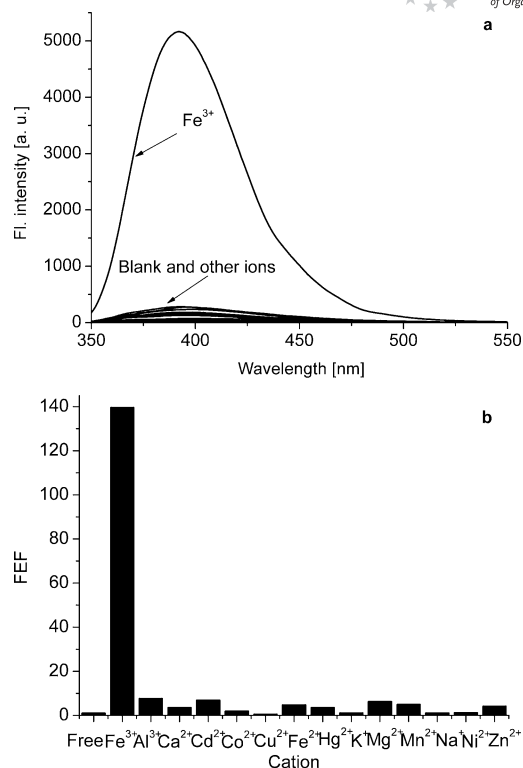 of Orga
a
5000
4000
3000
2000
1000
0
Fl. intensity [a. u.]
Fe³⁺
Blank and other ions
350 400 450 500 550
Wavelength [nm]
b
140
120
100
80
60
40
20
0
FEF
Free Fe³⁺ Al³⁺ Ca²⁺ Cd²⁺ Co²⁺ Cu²⁺ Fe²⁺ Hg²⁺ K⁺ Mg²⁺ Mn²⁺ Na⁺ Ni²⁺ Zn²⁺
Cation